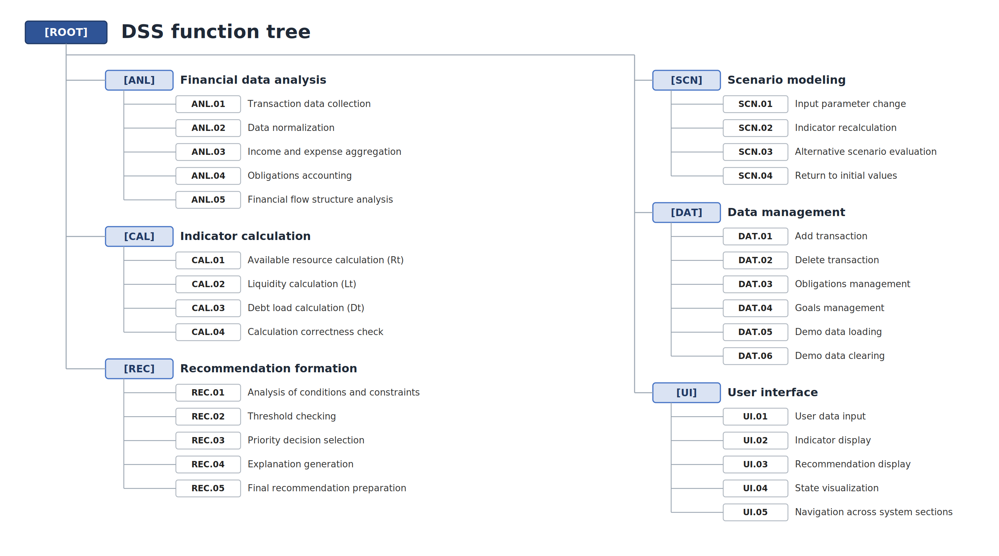 [ROOT] DSS function tree
[ANL] Financial data analysis
ANL.01 Transaction data collection
ANL.02 Data normalization
ANL.03 Income and expense aggregation
ANL.04 Obligations accounting
ANL.05 Financial flow structure analysis
[CAL] Indicator calculation
CAL.01 Available resource calculation (Rt)
CAL.02 Liquidity calculation (Lt)
CAL.03 Debt load calculation (Dt)
CAL.04 Calculation correctness check
[REC] Recommendation formation
REC.01 Analysis of conditions and constraints
REC.02 Threshold checking
REC.03 Priority decision selection
REC.04 Explanation generation
REC.05 Final recommendation preparation
[SCN] Scenario modeling
SCN.01 Input parameter change
SCN.02 Indicator recalculation
SCN.03 Alternative scenario evaluation
SCN.04 Return to initial values
[DAT] Data management
DAT.01 Add transaction
DAT.02 Delete transaction
DAT.03 Obligations management
DAT.04 Goals management
DAT.05 Demo data loading
DAT.06 Demo data clearing
[UI] User interface
UI.01 User data input
UI.02 Indicator display
UI.03 Recommendation display
UI.04 State visualization
UI.05 Navigation across system sections